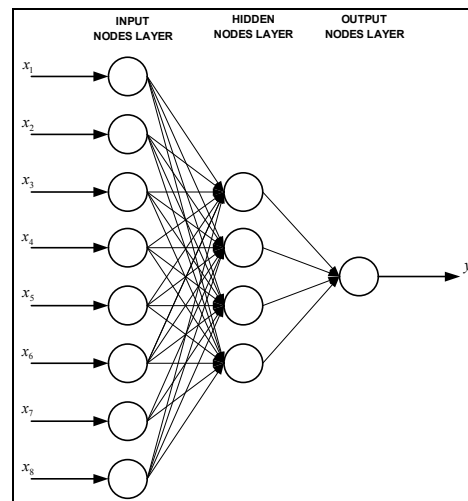 INPUT
NODES LAYER
HIDDEN
NODES LAYER
OUTPUT
NODES LAYER
x1
x2
x3
x4
x5
x6
x7
x8
y